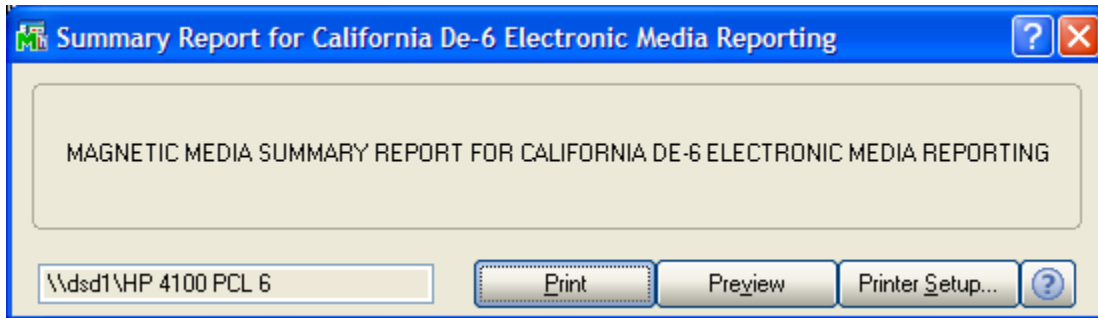 Summary Report for California De-6 Electronic Media Reporting
MAGNETIC MEDIA SUMMARY REPORT FOR CALIFORNIA DE-6 ELECTRONIC MEDIA REPORTING
\\dsd1\HP 4100 PCL 6 Print Preview Printer Setup...